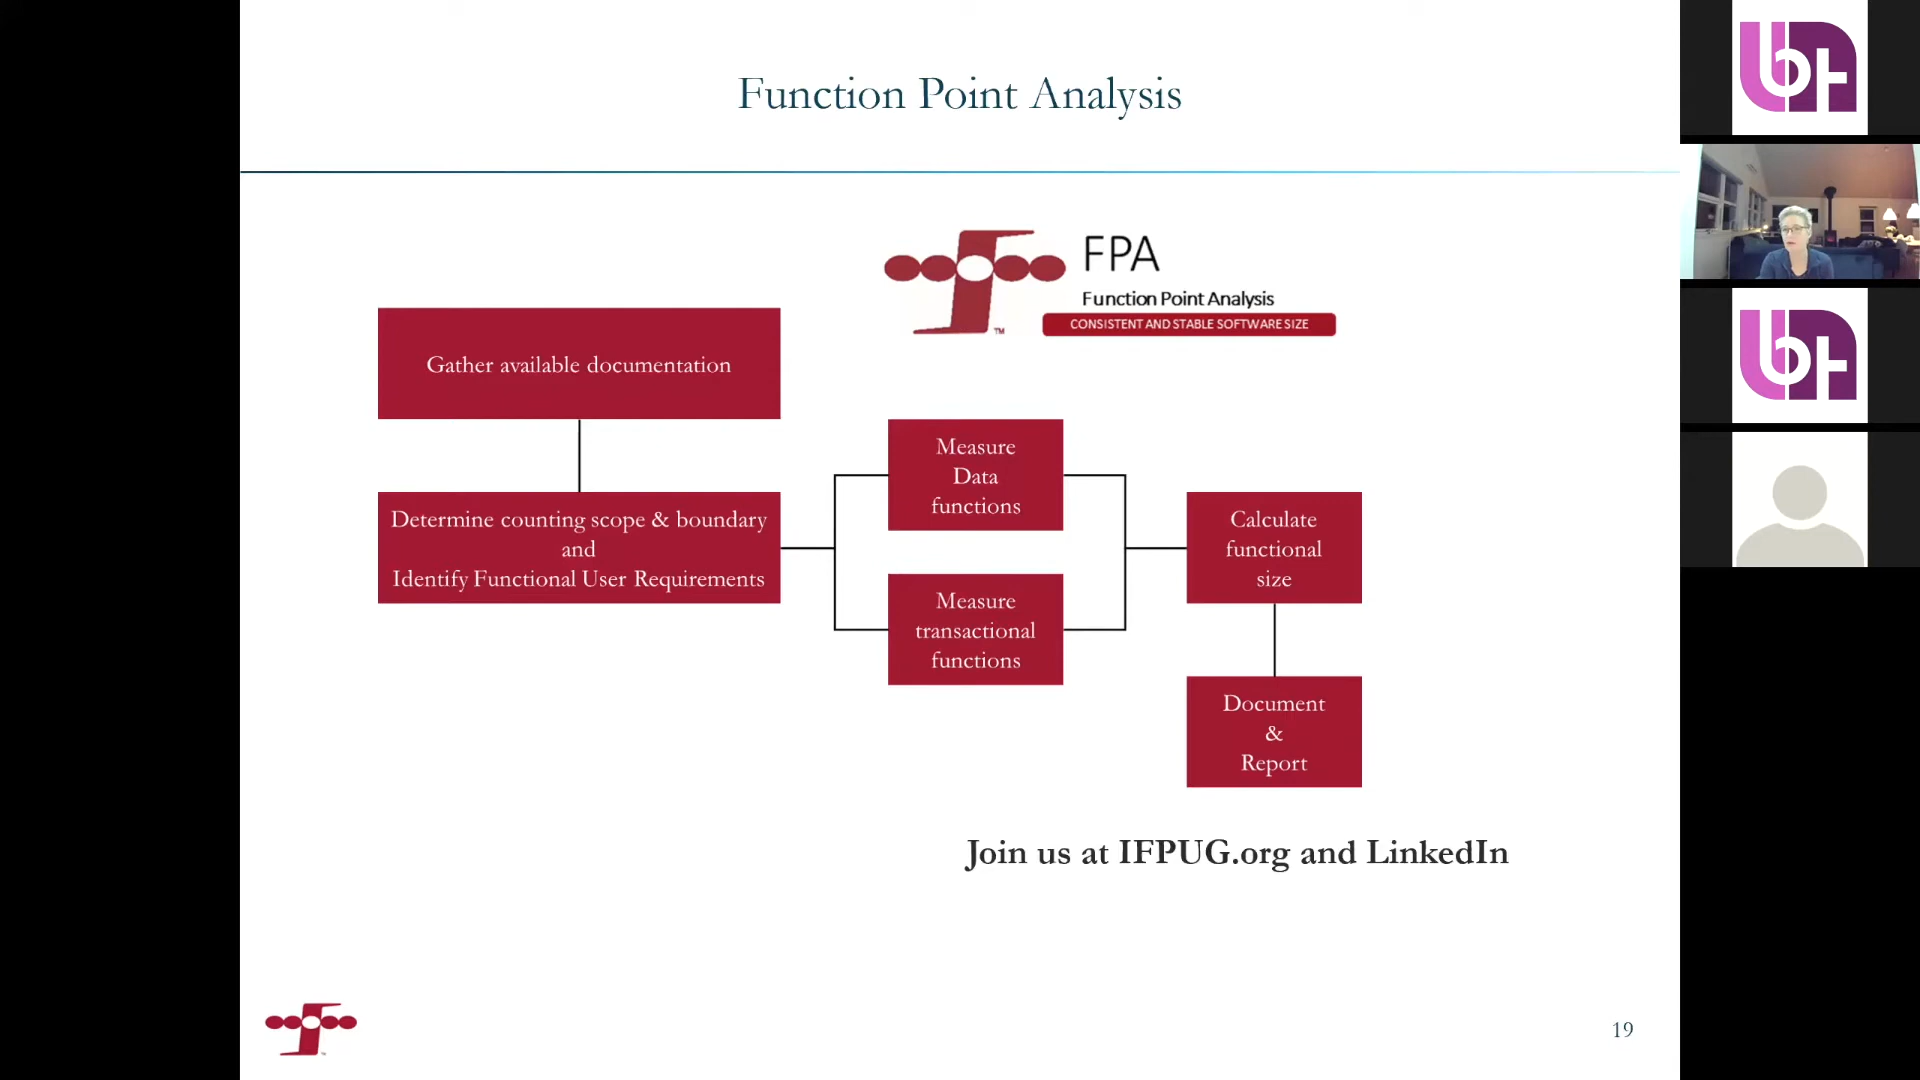 Function Point Analysis
FPA
Function Point Analysis
CONSISTENT AND STABLE SOFTWARE SIZE
Gather available documentation
Determine counting scope & boundary
and
Identify Functional User Requirements
Measure
Data
functions
Measure
transactional
functions
Calculate
functional
size
Document
&
Report
Join us at IFPUG.org and LinkedIn
19